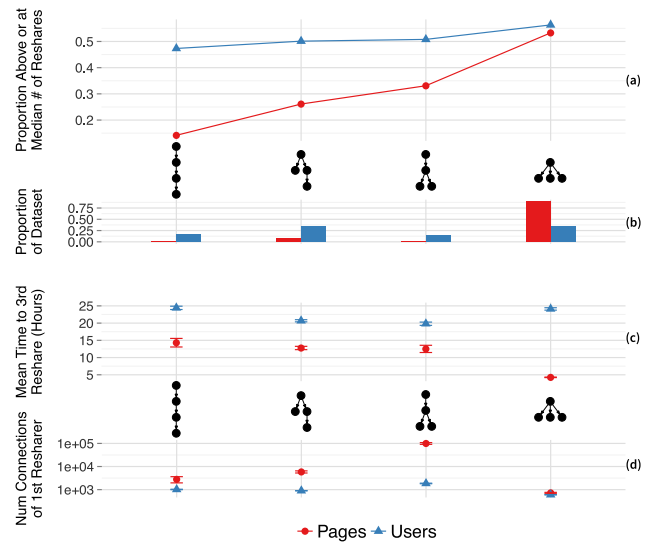 Proportion Above or at
Median # of Reshares
0.5
0.4
0.3
0.2
(a)
Proportion
of Dataset
0.75
0.50
0.25
0.00
(b)
Mean Time to 3rd
Reshare (Hours)
25
20
15
10
5
(c)
Num Connections
of 1st Resharer
1e+05
1e+04
1e+03
(d)
Pages Users